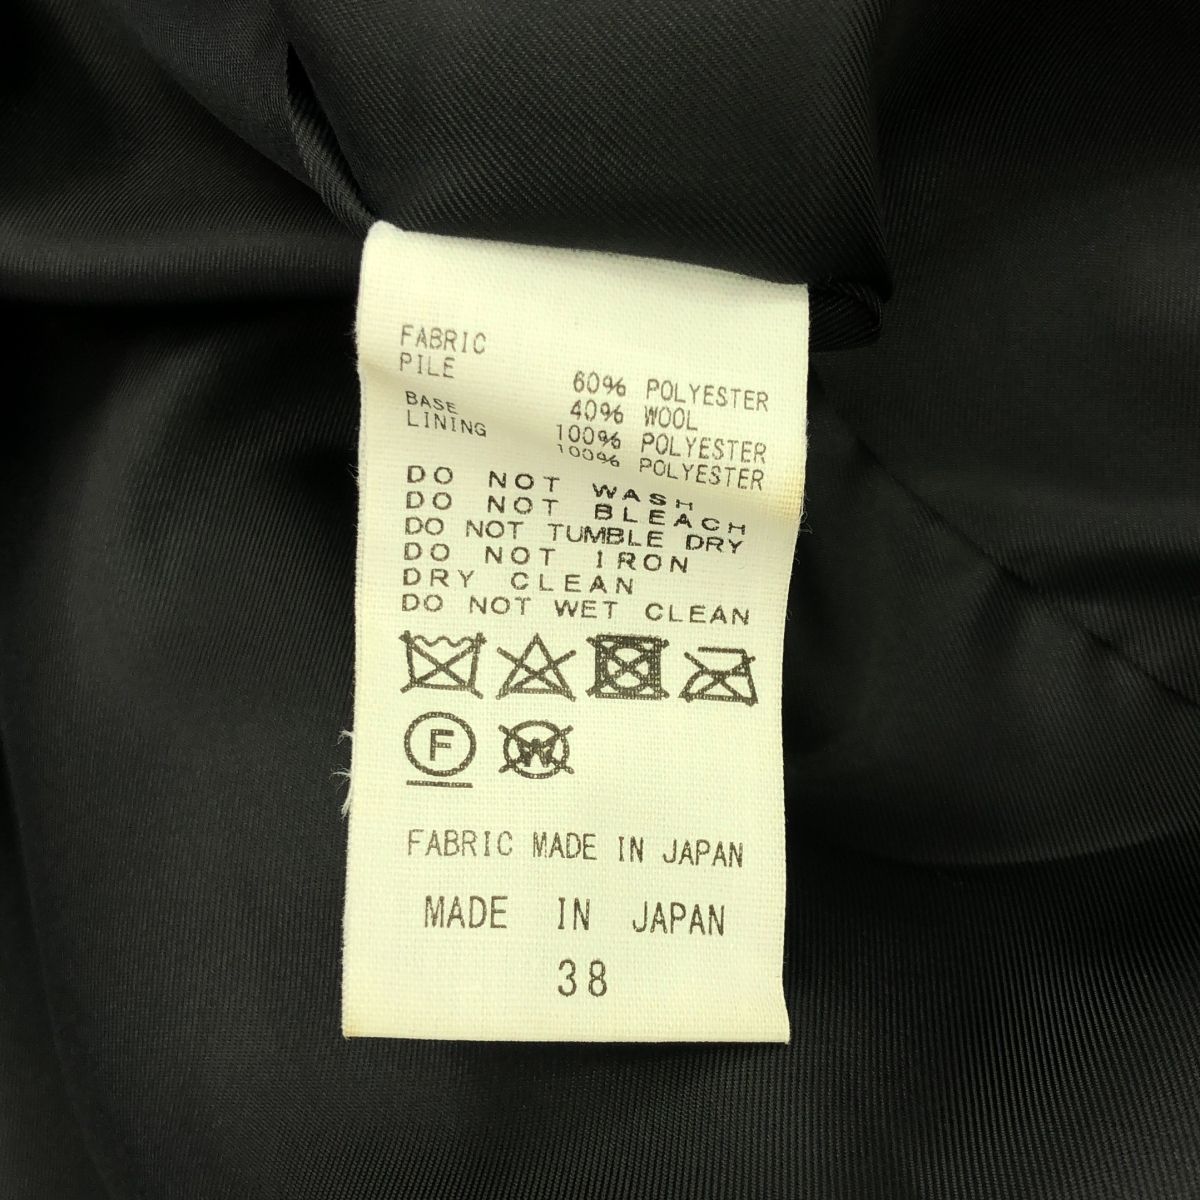 FABRIC
PILE 60% POLYESTER
40% WOOL
BASE 100% POLYESTER
LINING 100% POLYESTER
DO NOT WASH
DO NOT BLEACH
DO NOT TUMBLE DRY
DO NOT IRON
DRY CLEAN
DO NOT WET CLEAN
F W
FABRIC MADE IN JAPAN
MADE IN JAPAN
38